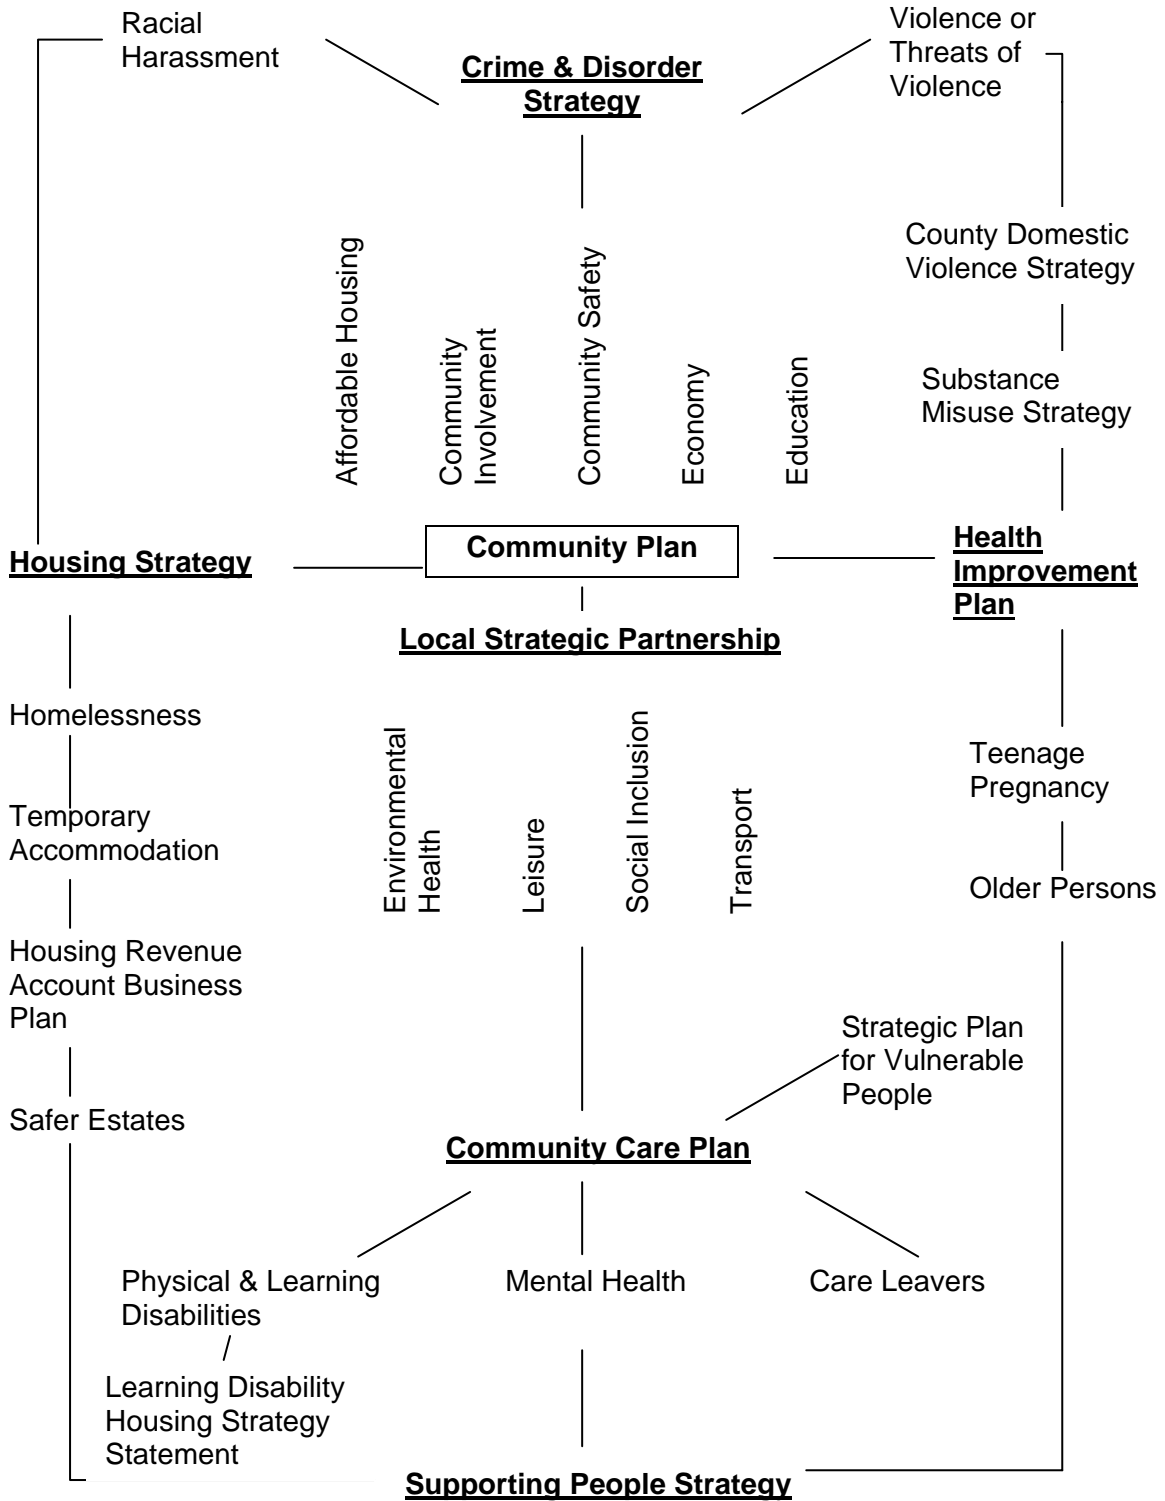 Racial
Harassment
Crime & Disorder
Strategy
Violence or
Threats of
Violence
County Domestic
Violence Strategy
Affordable Housing
Community
Involvement
Community Safety
Economy
Education
Substance
Misuse Strategy
Housing Strategy
Community Plan
Health
Improvement
Plan
Local Strategic Partnership
Homelessness
Temporary
Accommodation
Environmental
Health
Leisure
Social Inclusion
Transport
Teenage
Pregnancy
Older Persons
Housing Revenue
Account Business
Plan
Strategic Plan
for Vulnerable
People
Safer Estates
Community Care Plan
Physical & Learning
Disabilities
Mental Health
Care Leavers
Learning Disability
Housing Strategy
Statement
Supporting People Strategy